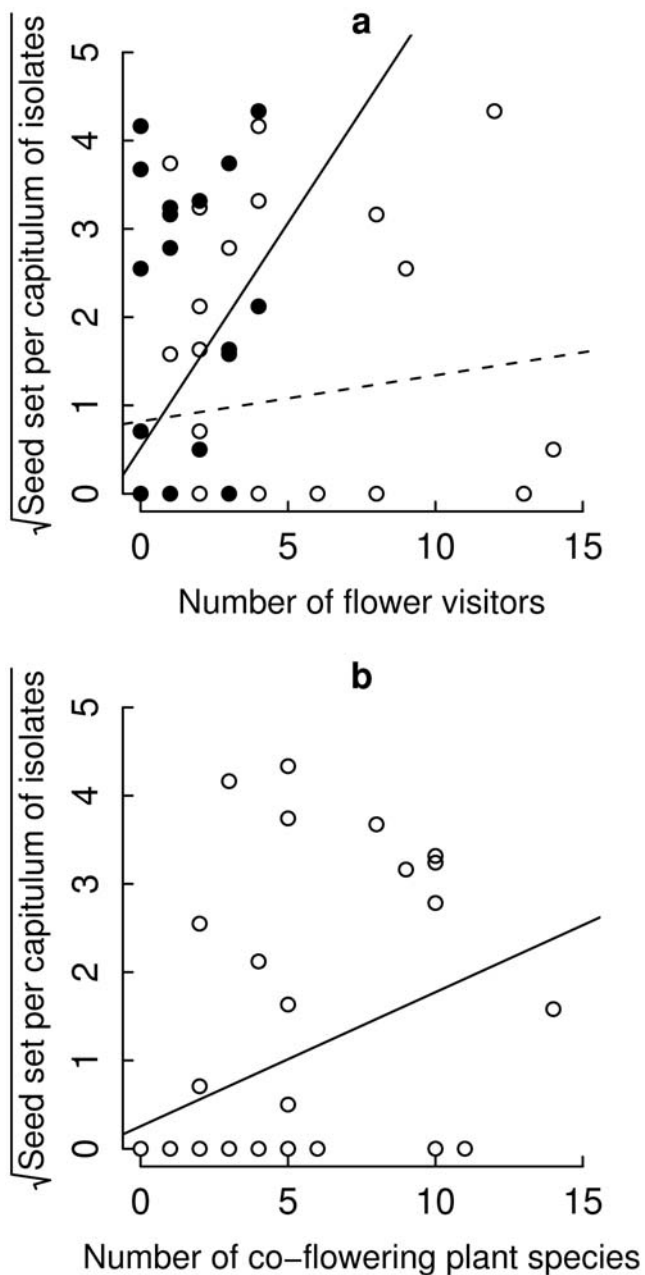 a
√Seed set per capitulum of isolates
5
4
3
2
1
0
0 5 10 15
Number of flower visitors
b
√Seed set per capitulum of isolates
5
4
3
2
1
0
0 5 10 15
Number of co−flowering plant species